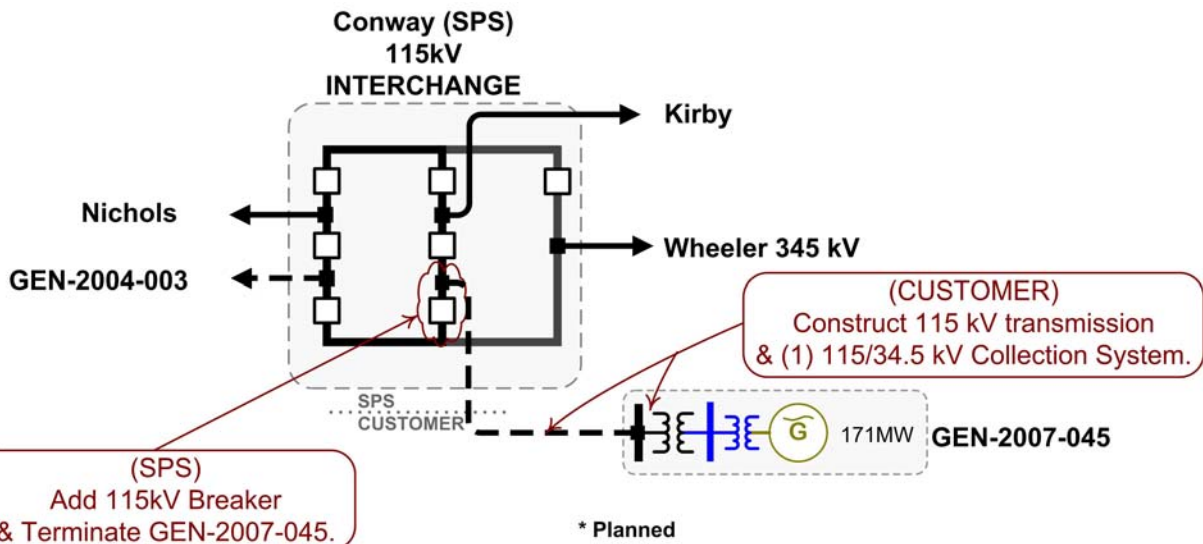 Conway (SPS)
115kV
INTERCHANGE
Kirby
Nichols
Wheeler 345 kV
GEN-2004-003
(CUSTOMER)
Construct 115 kV transmission
& (1) 115/34.5 kV Collection System.
SPS
CUSTOMER
G
171MW
GEN-2007-045
(SPS)
Add 115kV Breaker
& Terminate GEN-2007-045.
* Planned